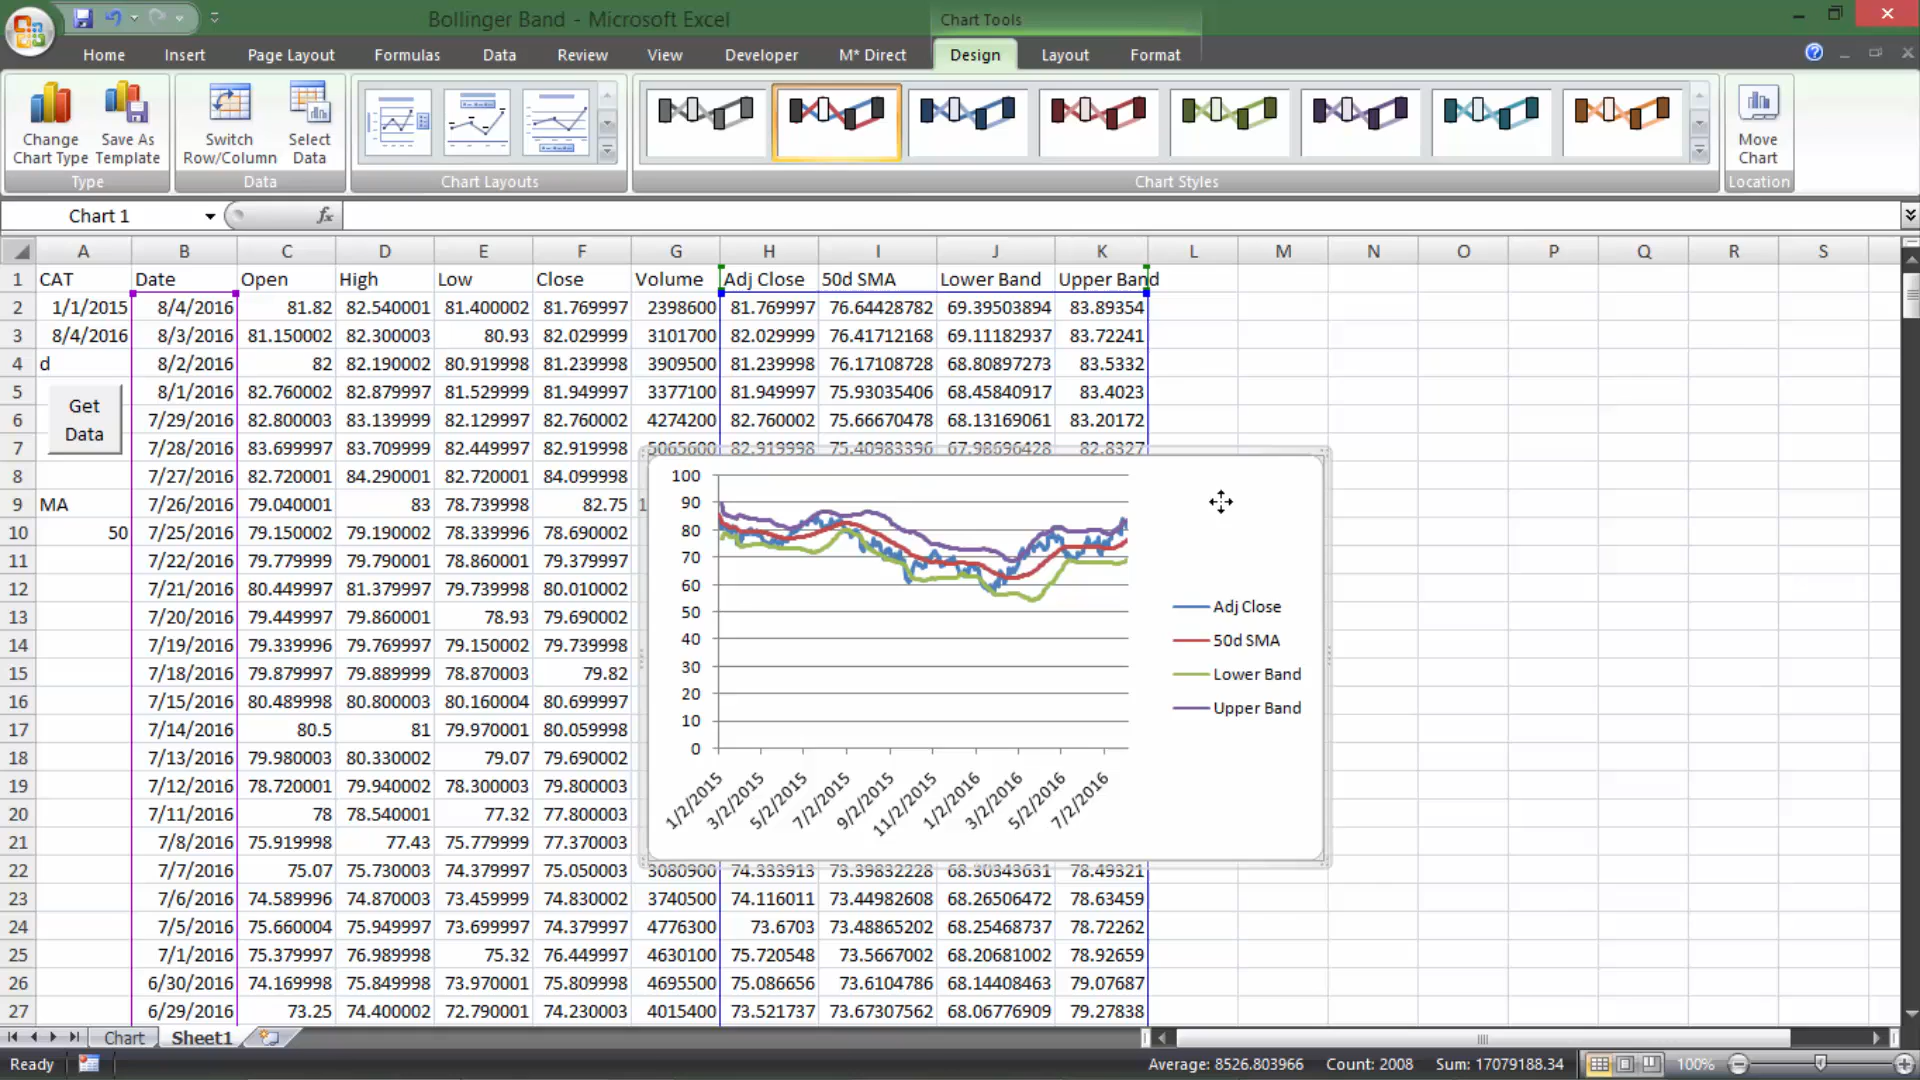 Bollinger Band - Microsoft Excel
Chart Tools
Home Insert Page Layout Formulas Data Review View Developer M* Direct Design Layout Format
Change Chart Type
Save As Template
Switch Row/Column
Select Data
Move Chart
Type Data Chart Layouts Chart Styles Location
Chart 1 fx
A B C D E F G H I J K L M N O P Q R S
1 CAT Date Open High Low Close Volume Adj Close 50d SMA Lower Band Upper Band
2 1/1/2015 8/4/2016 81.82 82.540001 81.400002 81.769997 2398600 81.769997 76.64428782 69.39503894 83.89354
3 8/4/2016 8/3/2016 81.150002 82.300003 80.93 82.029999 3101700 82.029999 76.41712168 69.11182937 83.72241
4 d 8/2/2016 82 82.190002 80.919998 81.239998 3909500 81.239998 76.17108728 68.80897273 83.5332
5 8/1/2016 82.760002 82.879997 81.529999 81.949997 3377100 81.949997 75.93035406 68.45840917 83.4023
Get Data
6 7/29/2016 82.800003 83.139999 82.129997 82.760002 4274200 82.760002 75.66670478 68.13169061 83.20172
7 7/28/2016 83.699997 83.709999 82.449997 82.919998 5065600 82.919998 75.40983396 67.98696428 82.8327
8 7/27/2016 82.720001 84.290001 82.720001 84.099998
9 MA 7/26/2016 79.040001 83 78.739998 82.75 1
10 50 7/25/2016 79.150002 79.190002 78.339996 78.690002
11 7/22/2016 79.779999 79.790001 78.860001 79.379997
12 7/21/2016 80.449997 81.379997 79.739998 80.010002
13 7/20/2016 79.449997 79.860001 78.93 79.690002
14 7/19/2016 79.339996 79.769997 79.150002 79.739998
15 7/18/2016 79.879997 79.889999 78.870003 79.82
16 7/15/2016 80.489998 80.800003 80.160004 80.699997
17 7/14/2016 80.5 81 79.970001 80.059998
18 7/13/2016 79.980003 80.330002 79.07 79.690002
19 7/12/2016 78.720001 79.940002 78.300003 79.800003
20 7/11/2016 78 78.540001 77.32 77.800003
21 7/8/2016 75.919998 77.43 75.779999 77.370003
22 7/7/2016 75.07 75.730003 74.379997 75.050003 3080900 74.333913 73.39832228 68.30343631 78.49321
23 7/6/2016 74.589996 74.870003 73.459999 74.830002 3740500 74.116011 73.44982608 68.26506472 78.63459
24 7/5/2016 75.660004 75.949997 73.699997 74.379997 4776300 73.6703 73.48865202 68.25468737 78.72262
25 7/1/2016 75.379997 76.989998 75.32 76.449997 4630100 75.720548 73.5667002 68.20681002 78.92659
26 6/30/2016 74.169998 75.849998 73.970001 75.809998 4695500 75.086656 73.6104786 68.14408463 79.07687
27 6/29/2016 73.25 74.400002 72.790001 74.230003 4015400 73.521737 73.67307562 68.06776909 79.27838
100
90
80
70
60
50
40
30
20
10
0
1/2/2015 3/2/2015 5/2/2015 7/2/2015 9/2/2015 11/2/2015 1/2/2016 3/2/2016 5/2/2016 7/2/2016
Adj Close
50d SMA
Lower Band
Upper Band
Chart Sheet1
Ready Average: 8526.803966 Count: 2008 Sum: 17079188.34 100%